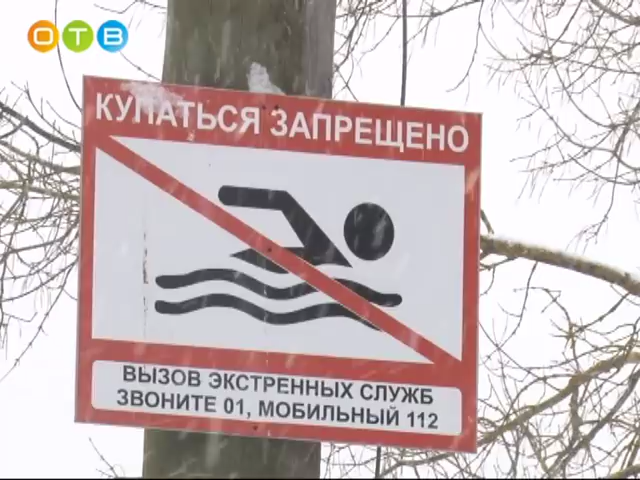 ОТВ
КУПАТЬСЯ ЗАПРЕЩЕНО
ВЫЗОВ ЭКСТРЕННЫХ СЛУЖБ
ЗВОНИТЕ 01, МОБИЛЬНЫЙ 112